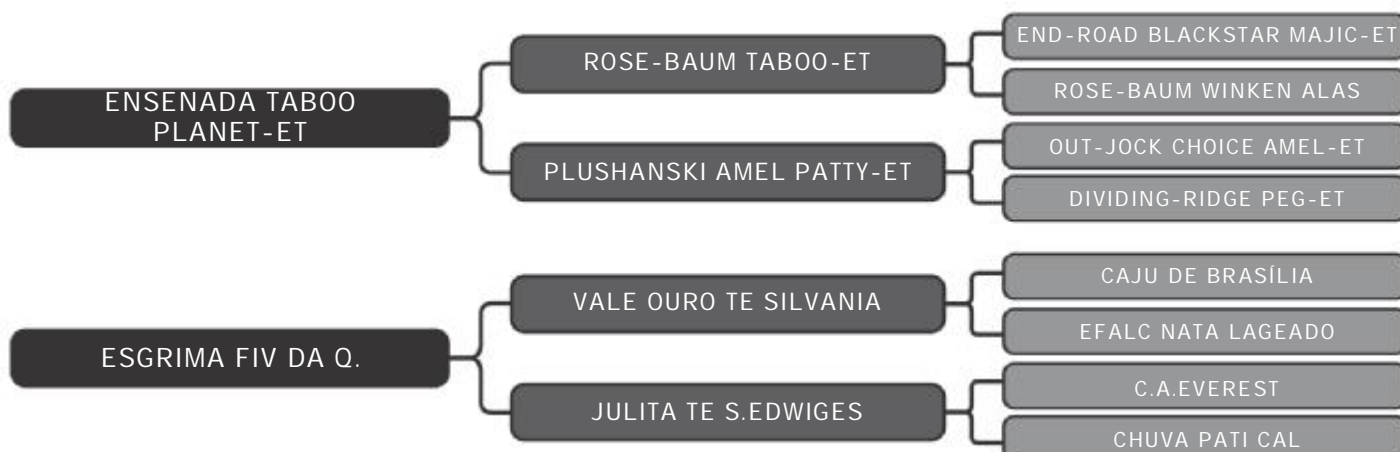 ENSENADA TABOO
PLANET-ET
ROSE-BAUM TABOO-ET
END-ROAD BLACKSTAR MAJIC-ET
ROSE-BAUM WINKEN ALAS
PLUSHANSKI AMEL PATTY-ET
OUT-JOCK CHOICE AMEL-ET
DIVIDING-RIDGE PEG-ET
ESGRIMA FIV DA Q.
VALE OURO TE SILVANIA
CAJU DE BRASÍLIA
EFALC NATA LAGEADO
JULITA TE S.EDWIGES
C.A.EVEREST
CHUVA PATI CAL